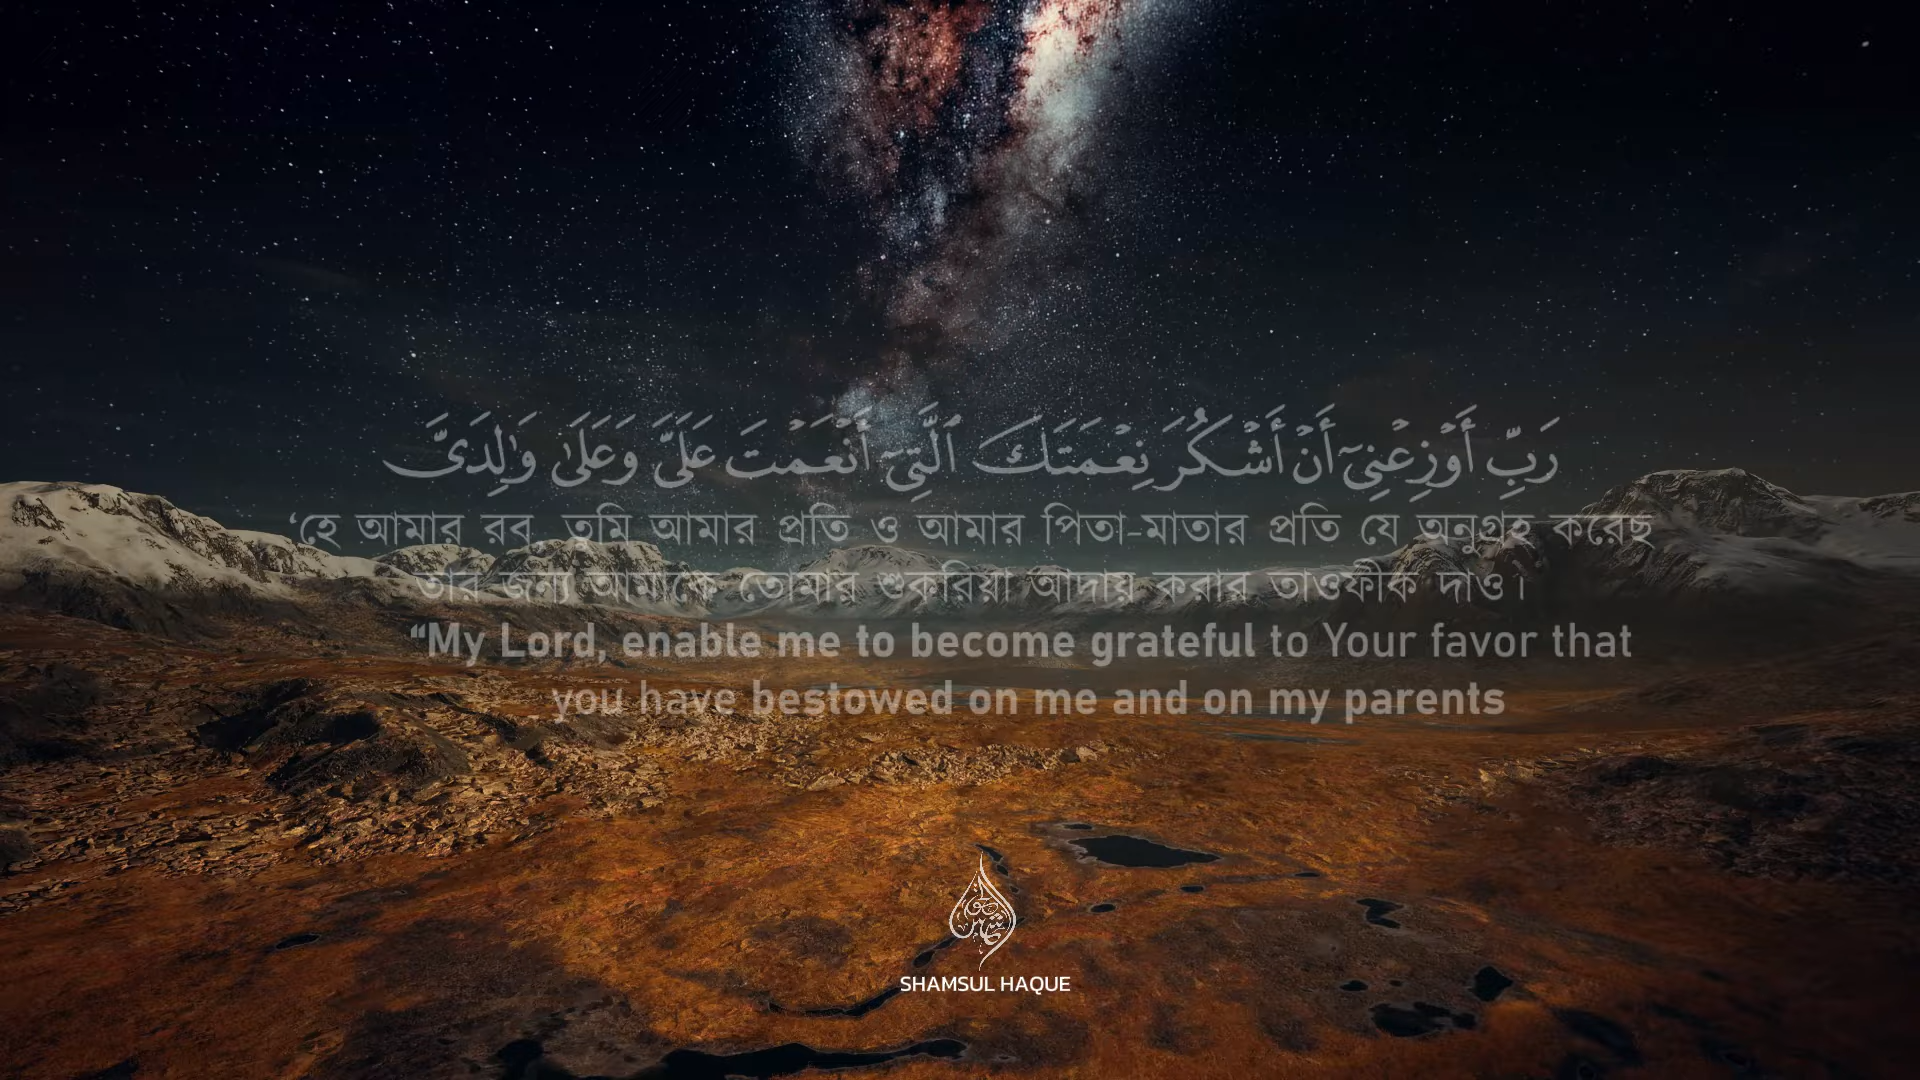 رَبِّ أَوْزِعْنِىٓ أَنْ أَشْكُرَ نِعْمَتَكَ ٱلَّتِىٓ أَنْعَمْتَ عَلَىَّ وَعَلَىٰ وَٰلِدَىَّ
‘হে আমার রব, তুমি আমার প্রতি ও আমার পিতা-মাতার প্রতি যে অনুগ্রহ করেছ
তার জন্য আমাকে তোমার শুকরিয়া আদায় করার তাওফীক দাও।
“My Lord, enable me to become grateful to Your favor that
you have bestowed on me and on my parents
SHAMSUL HAQUE